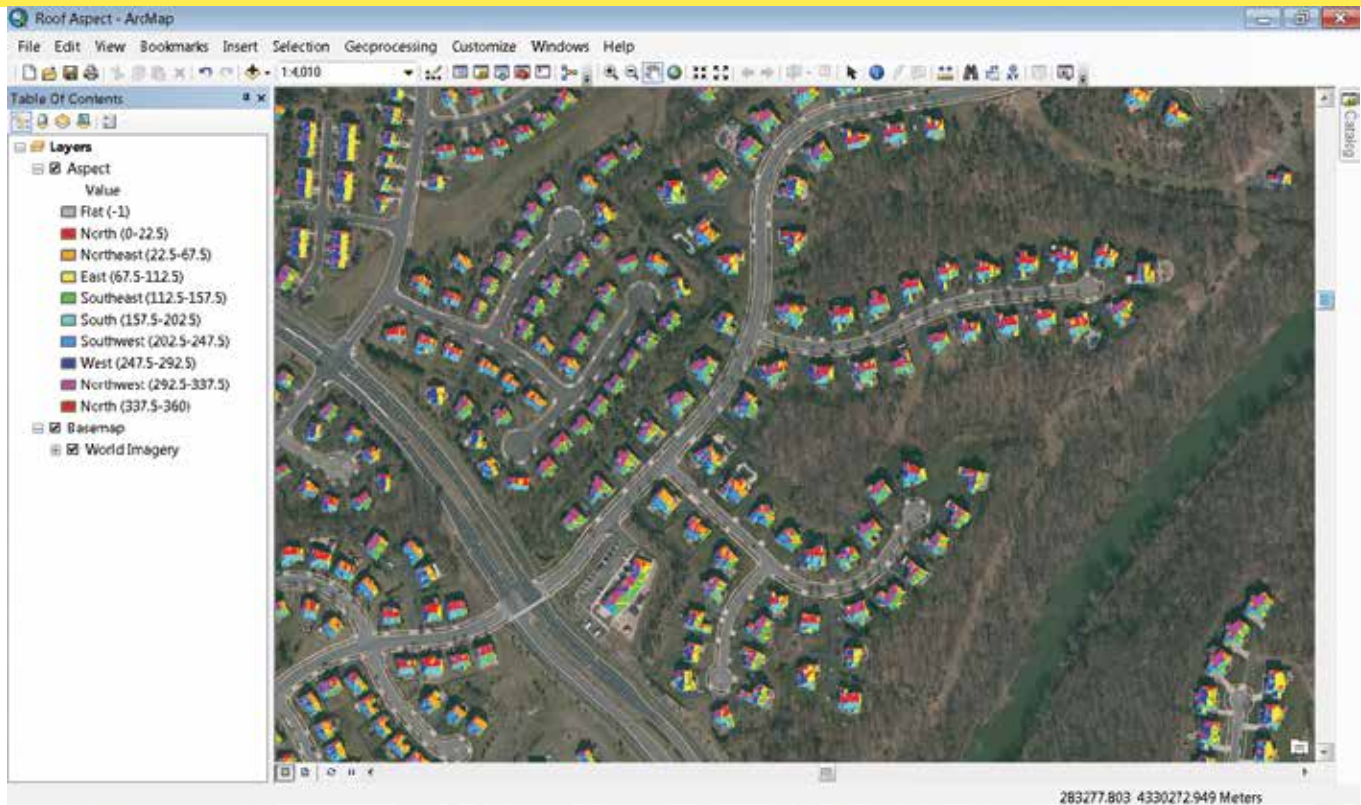 Roof Aspect - ArcMap
File Edit View Bookmarks Insert Selection Geoprocessing Customize Windows Help
1:4,010
Table Of Contents
Catalog
Layers
Aspect
Value
Flat (-1)
North (0-22.5)
Northeast (22.5-67.5)
East (67.5-112.5)
Southeast (112.5-157.5)
South (157.5-202.5)
Southwest (202.5-247.5)
West (247.5-292.5)
Northwest (292.5-337.5)
North (337.5-360)
Basemap
World Imagery
283277.803 4330272.949 Meters